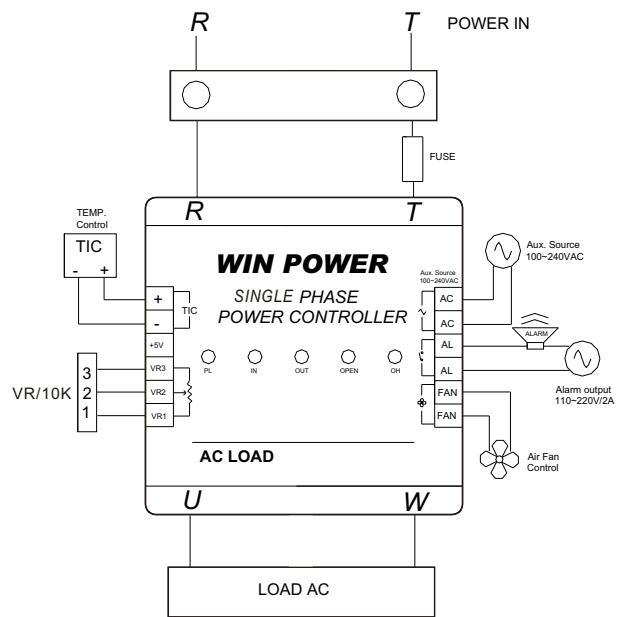 R T POWER IN
FUSE
R T
TEMP.
Control
TIC
- +
WIN POWER
SINGLE PHASE
POWER CONTROLLER
Aux. Source
100~240VAC
Aux. Source
100~240VAC
+
-
TIC
+5V
VR3
VR2
VR1
VR/10K
3
2
1
PL IN OUT OPEN OH
AC
AC
AL
AL
FAN
FAN
ALARM
Alarm output
110~220V/2A
Air Fan
Control
AC LOAD
U W
LOAD AC